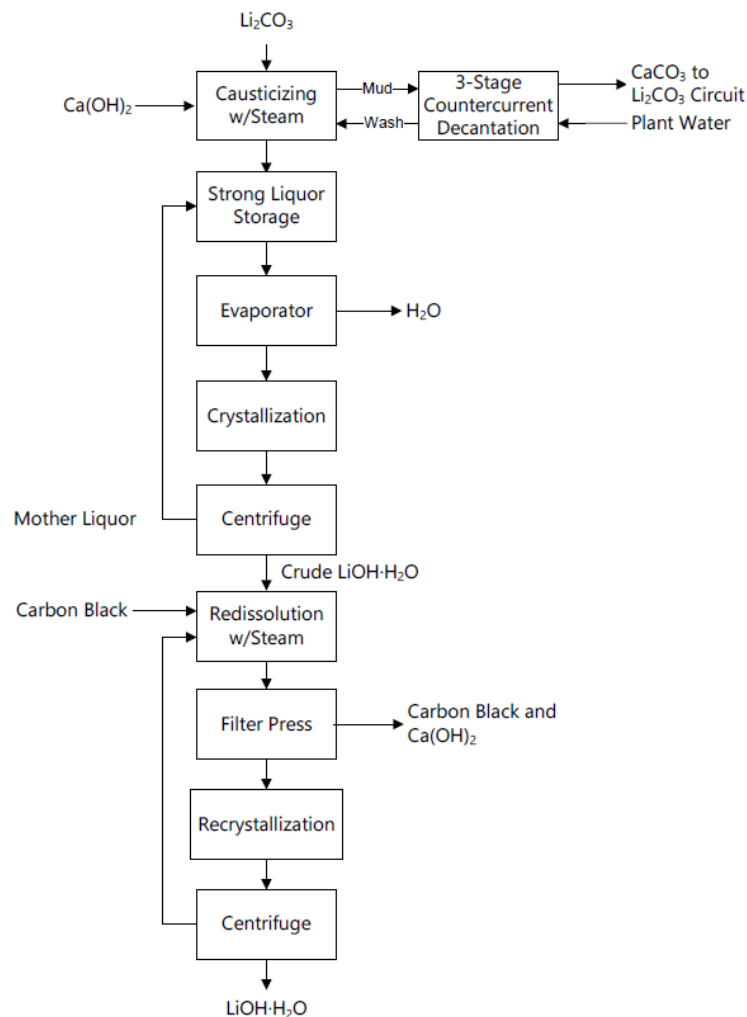 Li₂CO₃
Ca(OH)₂
Causticizing
w/Steam
Mud
Wash
3-Stage
Countercurrent
Decantation
CaCO₃ to
Li₂CO₃ Circuit
Plant Water
Strong Liquor
Storage
Evaporator
H₂O
Crystallization
Mother Liquor
Centrifuge
Crude LiOH·H₂O
Carbon Black
Redissolution
w/Steam
Filter Press
Carbon Black and
Ca(OH)₂
Recrystallization
Centrifuge
LiOH·H₂O